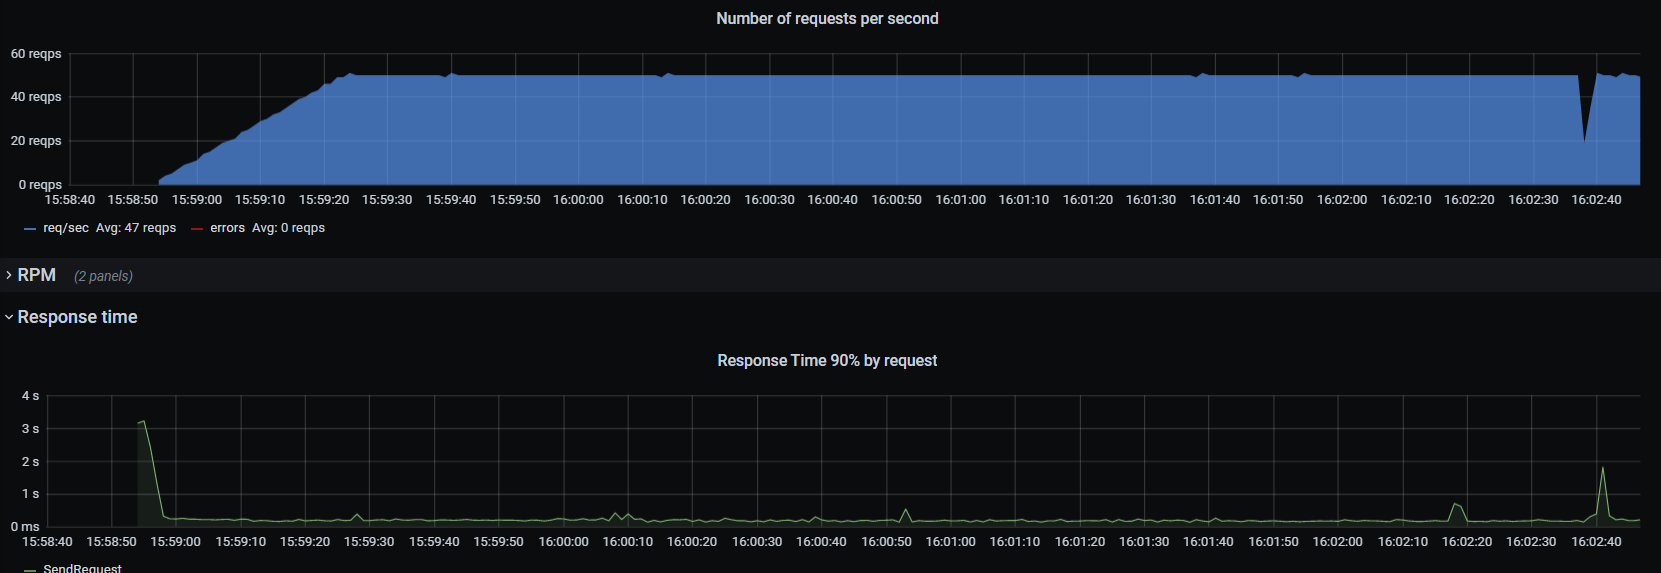 Number of requests per second
60 reqps
40 reqps
20 reqps
0 reqps
15:58:40 15:58:50 15:59:00 15:59:10 15:59:20 15:59:30 15:59:40 15:59:50 16:00:00 16:00:10 16:00:20 16:00:30 16:00:40 16:00:50 16:01:00 16:01:10 16:01:20 16:01:30 16:01:40 16:01:50 16:02:00 16:02:10 16:02:20 16:02:30 16:02:40
req/sec Avg: 47 reqps errors Avg: 0 reqps
RPM (2 panels)
Response time
Response Time 90% by request
4 s
3 s
2 s
1 s
0 ms
15:58:40 15:58:50 15:59:00 15:59:10 15:59:20 15:59:30 15:59:40 15:59:50 16:00:00 16:00:10 16:00:20 16:00:30 16:00:40 16:00:50 16:01:00 16:01:10 16:01:20 16:01:30 16:01:40 16:01:50 16:02:00 16:02:10 16:02:20 16:02:30 16:02:40
SendRequest